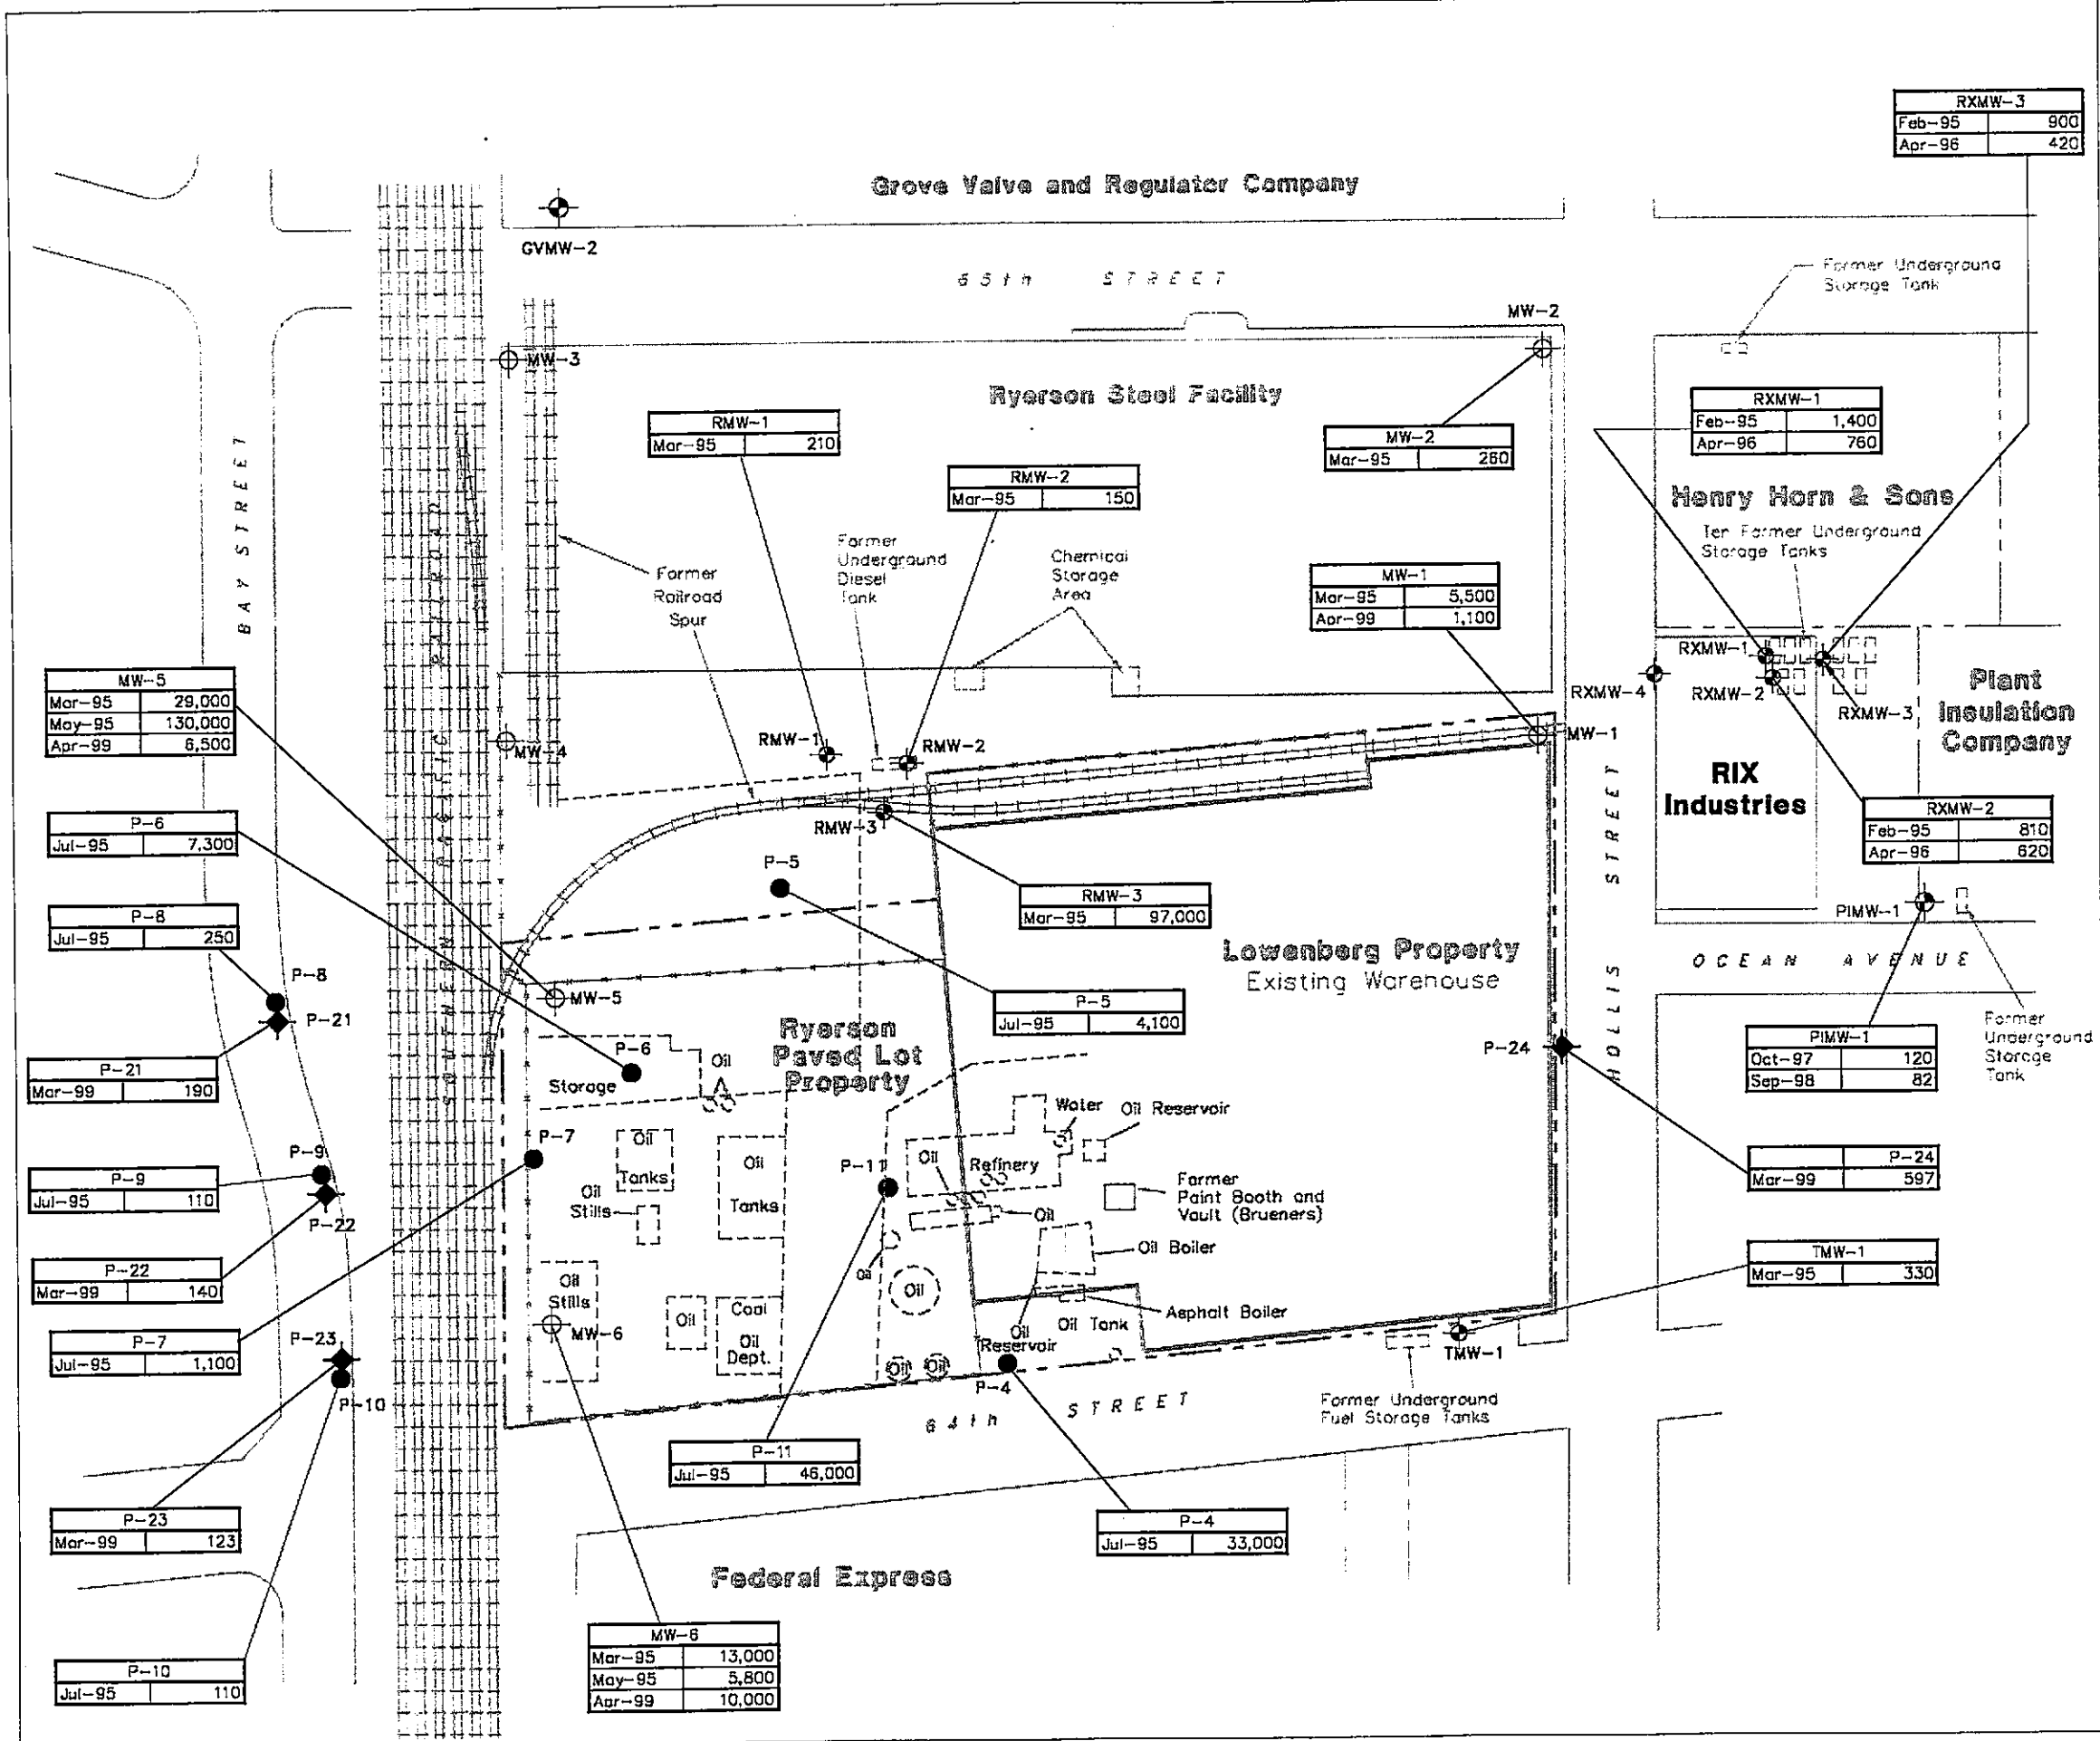 RXMW-3
Feb-95 900
Apr-96 420
Grove Valve and Regulator Company
GVMW-2
65th STREET
Former Underground
Storage Tank
MW-2
MW-3
Ryerson Steel Facility
RMW-1
Mar-95 210
MW-2
Mar-95 260
RXMW-1
Feb-95 1,400
Apr-96 760
RMW-2
Mar-95 150
Henry Horn & Sons
Ten Former Underground
Storage Tanks
BAY STREET
SOUTHERN PACIFIC RAILROAD
Former
Railroad
Spur
Former
Underground
Diesel
Tank
Chemical
Storage
Area
MW-1
Mar-95 5,500
Apr-99 1,100
RXMW-1
RXMW-4
RXMW-2
RXMW-3
Plant
Insulation
Company
MW-5
Mar-95 29,000
May-95 130,000
Apr-99 6,500
MW-4
RMW-1
RMW-2
MW-1
RIX
Industries
RXMW-2
Feb-95 810
Apr-96 620
P-6
Jul-95 7,300
RMW-3
P-5
RMW-3
Mar-95 97,000
HOLLIS STREET
PIMW-1
P-8
Jul-95 250
Lowenberg Property
Existing Warenouse
OCEAN AVENUE
P-8
P-21
MW-5
P-5
Jul-95 4,100
Ryerson
Paved Lot
Property
P-6
Storage
Oil
P-24
PIMW-1
Oct-97 120
Sep-98 82
Former
Underground
Storage
Tank
P-21
Mar-99 190
Water
Oil Reservoir
P-7
Oil
Tanks
Oil
Tanks
P-11
Oil
Refinery
P-24
Mar-99 597
P-9
P-9
Jul-95 110
P-22
Oil
Stills
Former
Paint Booth and
Vault (Brueners)
Oil
Oil Boiler
TMW-1
Mar-95 330
P-22
Mar-99 140
Oil
Stills
MW-6
Oil
Coal
Oil
Dept.
Oil
Oil
Asphalt Boiler
Oil
Reservoir
Oil Tank
P-7
Jul-95 1,100
P-23
P-10
Oil
Oil
P-4
TMW-1
64th STREET
Former Underground
Fuel Storage Tanks
P-11
Jul-95 46,000
P-23
Mar-99 123
P-4
Jul-95 33,000
Federal Express
P-10
Jul-95 110
MW-6
Mar-95 13,000
May-95 5,800
Apr-99 10,000